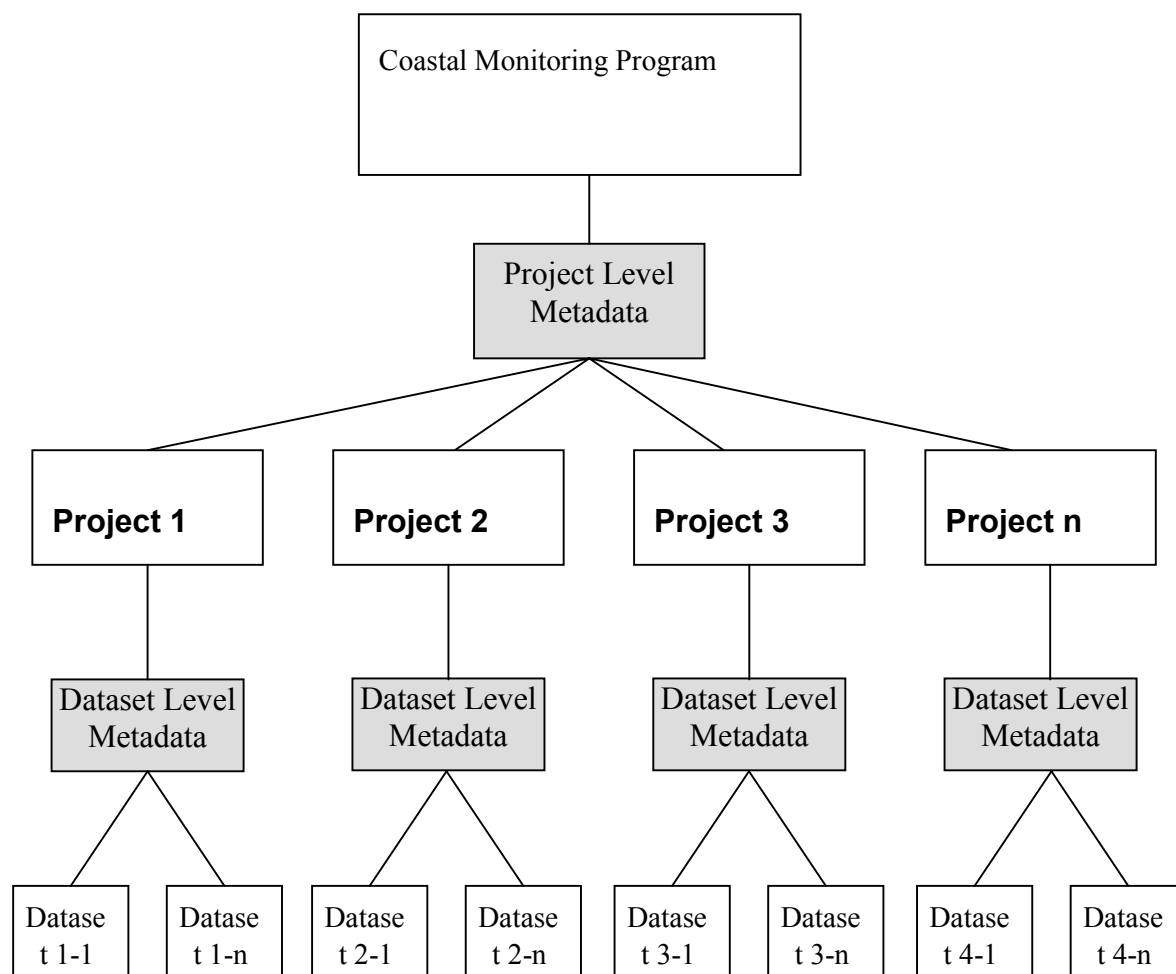 Coastal Monitoring Program
Project Level
Metadata
Project 1
Project 2
Project 3
Project n
Dataset Level
Metadata
Dataset Level
Metadata
Dataset Level
Metadata
Dataset Level
Metadata
Datase
t 1-1
Datase
t 1-n
Datase
t 2-1
Datase
t 2-n
Datase
t 3-1
Datase
t 3-n
Datase
t 4-1
Datase
t 4-n